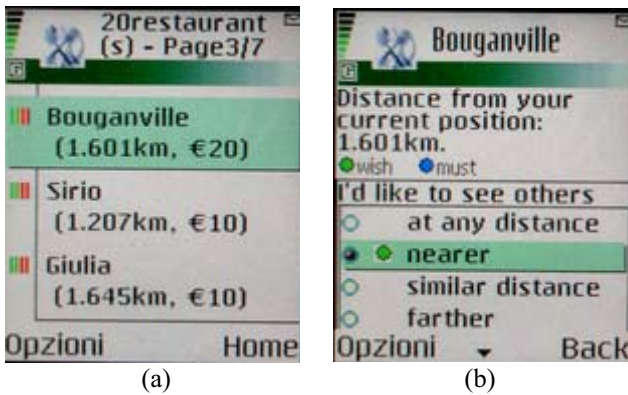 20restaurant
(s) - Page3/7
Bouganville
(1.601km, €20)
Sirio
(1.207km, €10)
Giulia
(1.645km, €10)
Opzioni Home
(a)
Bouganville
Distance from your
current position:
1.601km.
wish must
I'd like to see others
at any distance
nearer
similar distance
farther
Opzioni Back
(b)